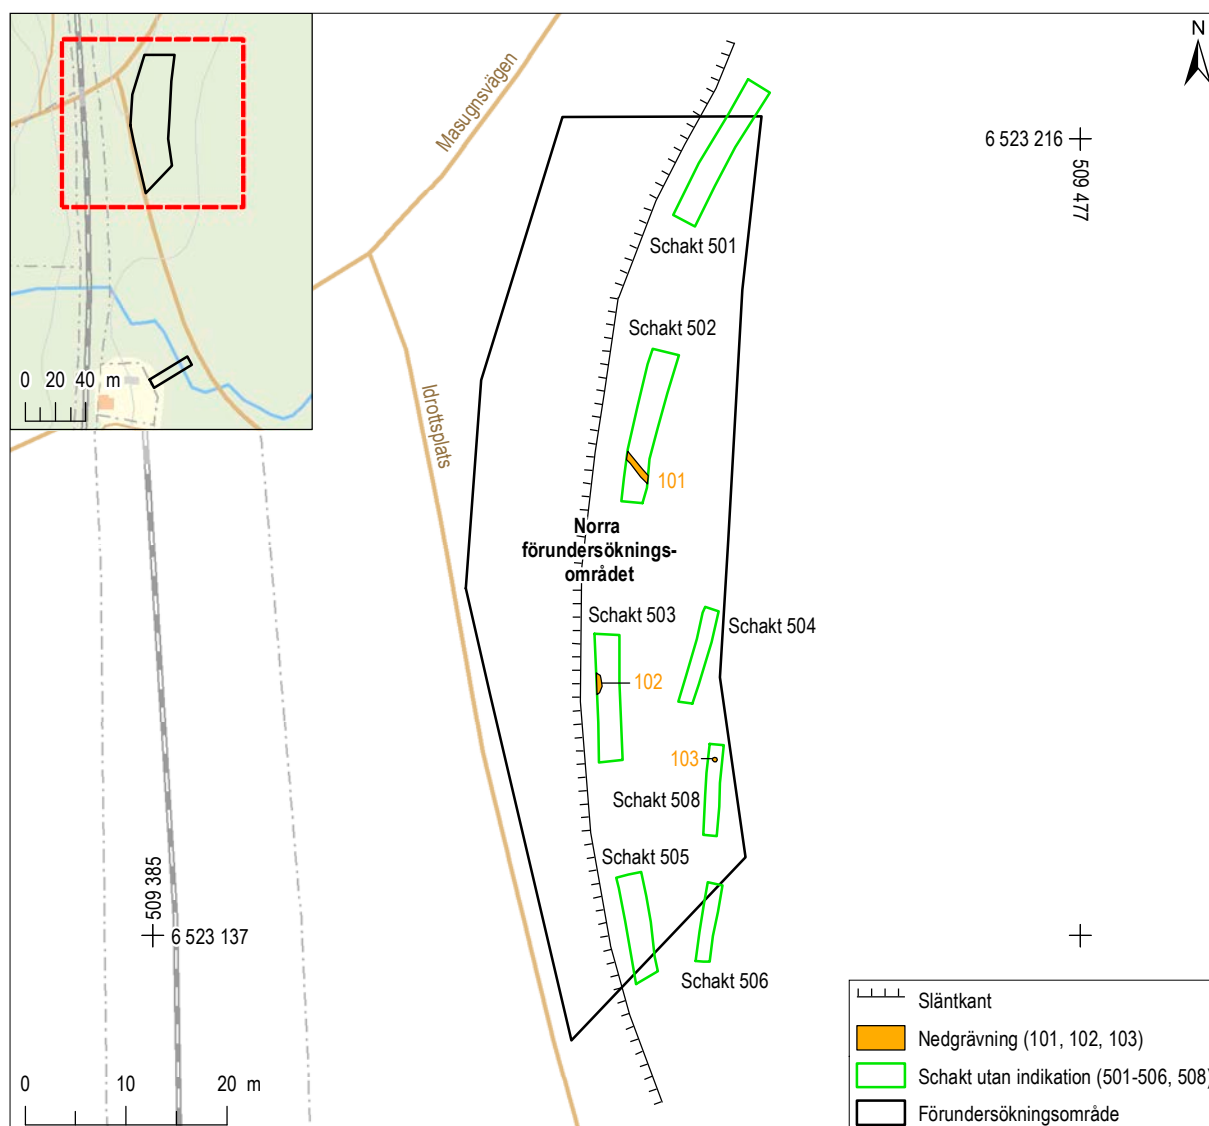 N
Masugnsvägen
6 523 216
509 477
Schakt 501
0 20 40 m
Schakt 502
Idrottsplats
101
Norra
förundersöknings-
området
Schakt 503
Schakt 504
102
103
Schakt 508
Schakt 505
509 385
6 523 137
Schakt 506
0 10 20 m
Släntkant
Nedgrävning (101, 102, 103)
Schakt utan indikation (501-506, 508)
Förundersökningsområde